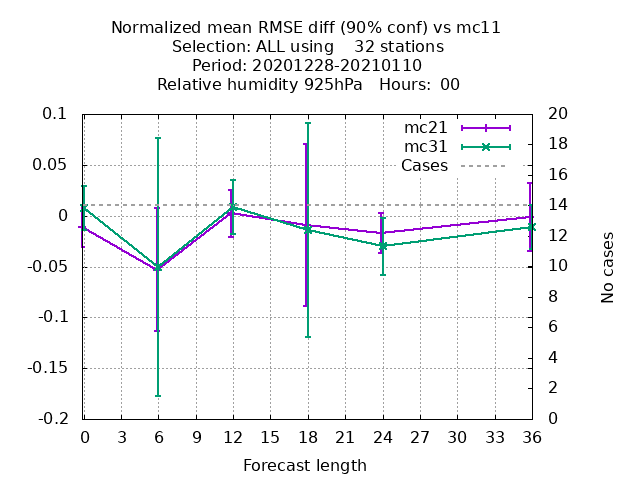 Normalized mean RMSE diff (90% conf) vs mc11
Selection: ALL using    32 stations
Period: 20201228-20210110
Relative humidity 925hPa   Hours:  00
mc21
mc31
Cases
0.1
0.05
0
-0.05
-0.1
-0.15
-0.2
20
18
16
14
12
10
8
6
4
2
0
No cases
0 3 6 9 12 15 18 21 24 27 30 33 36
Forecast length